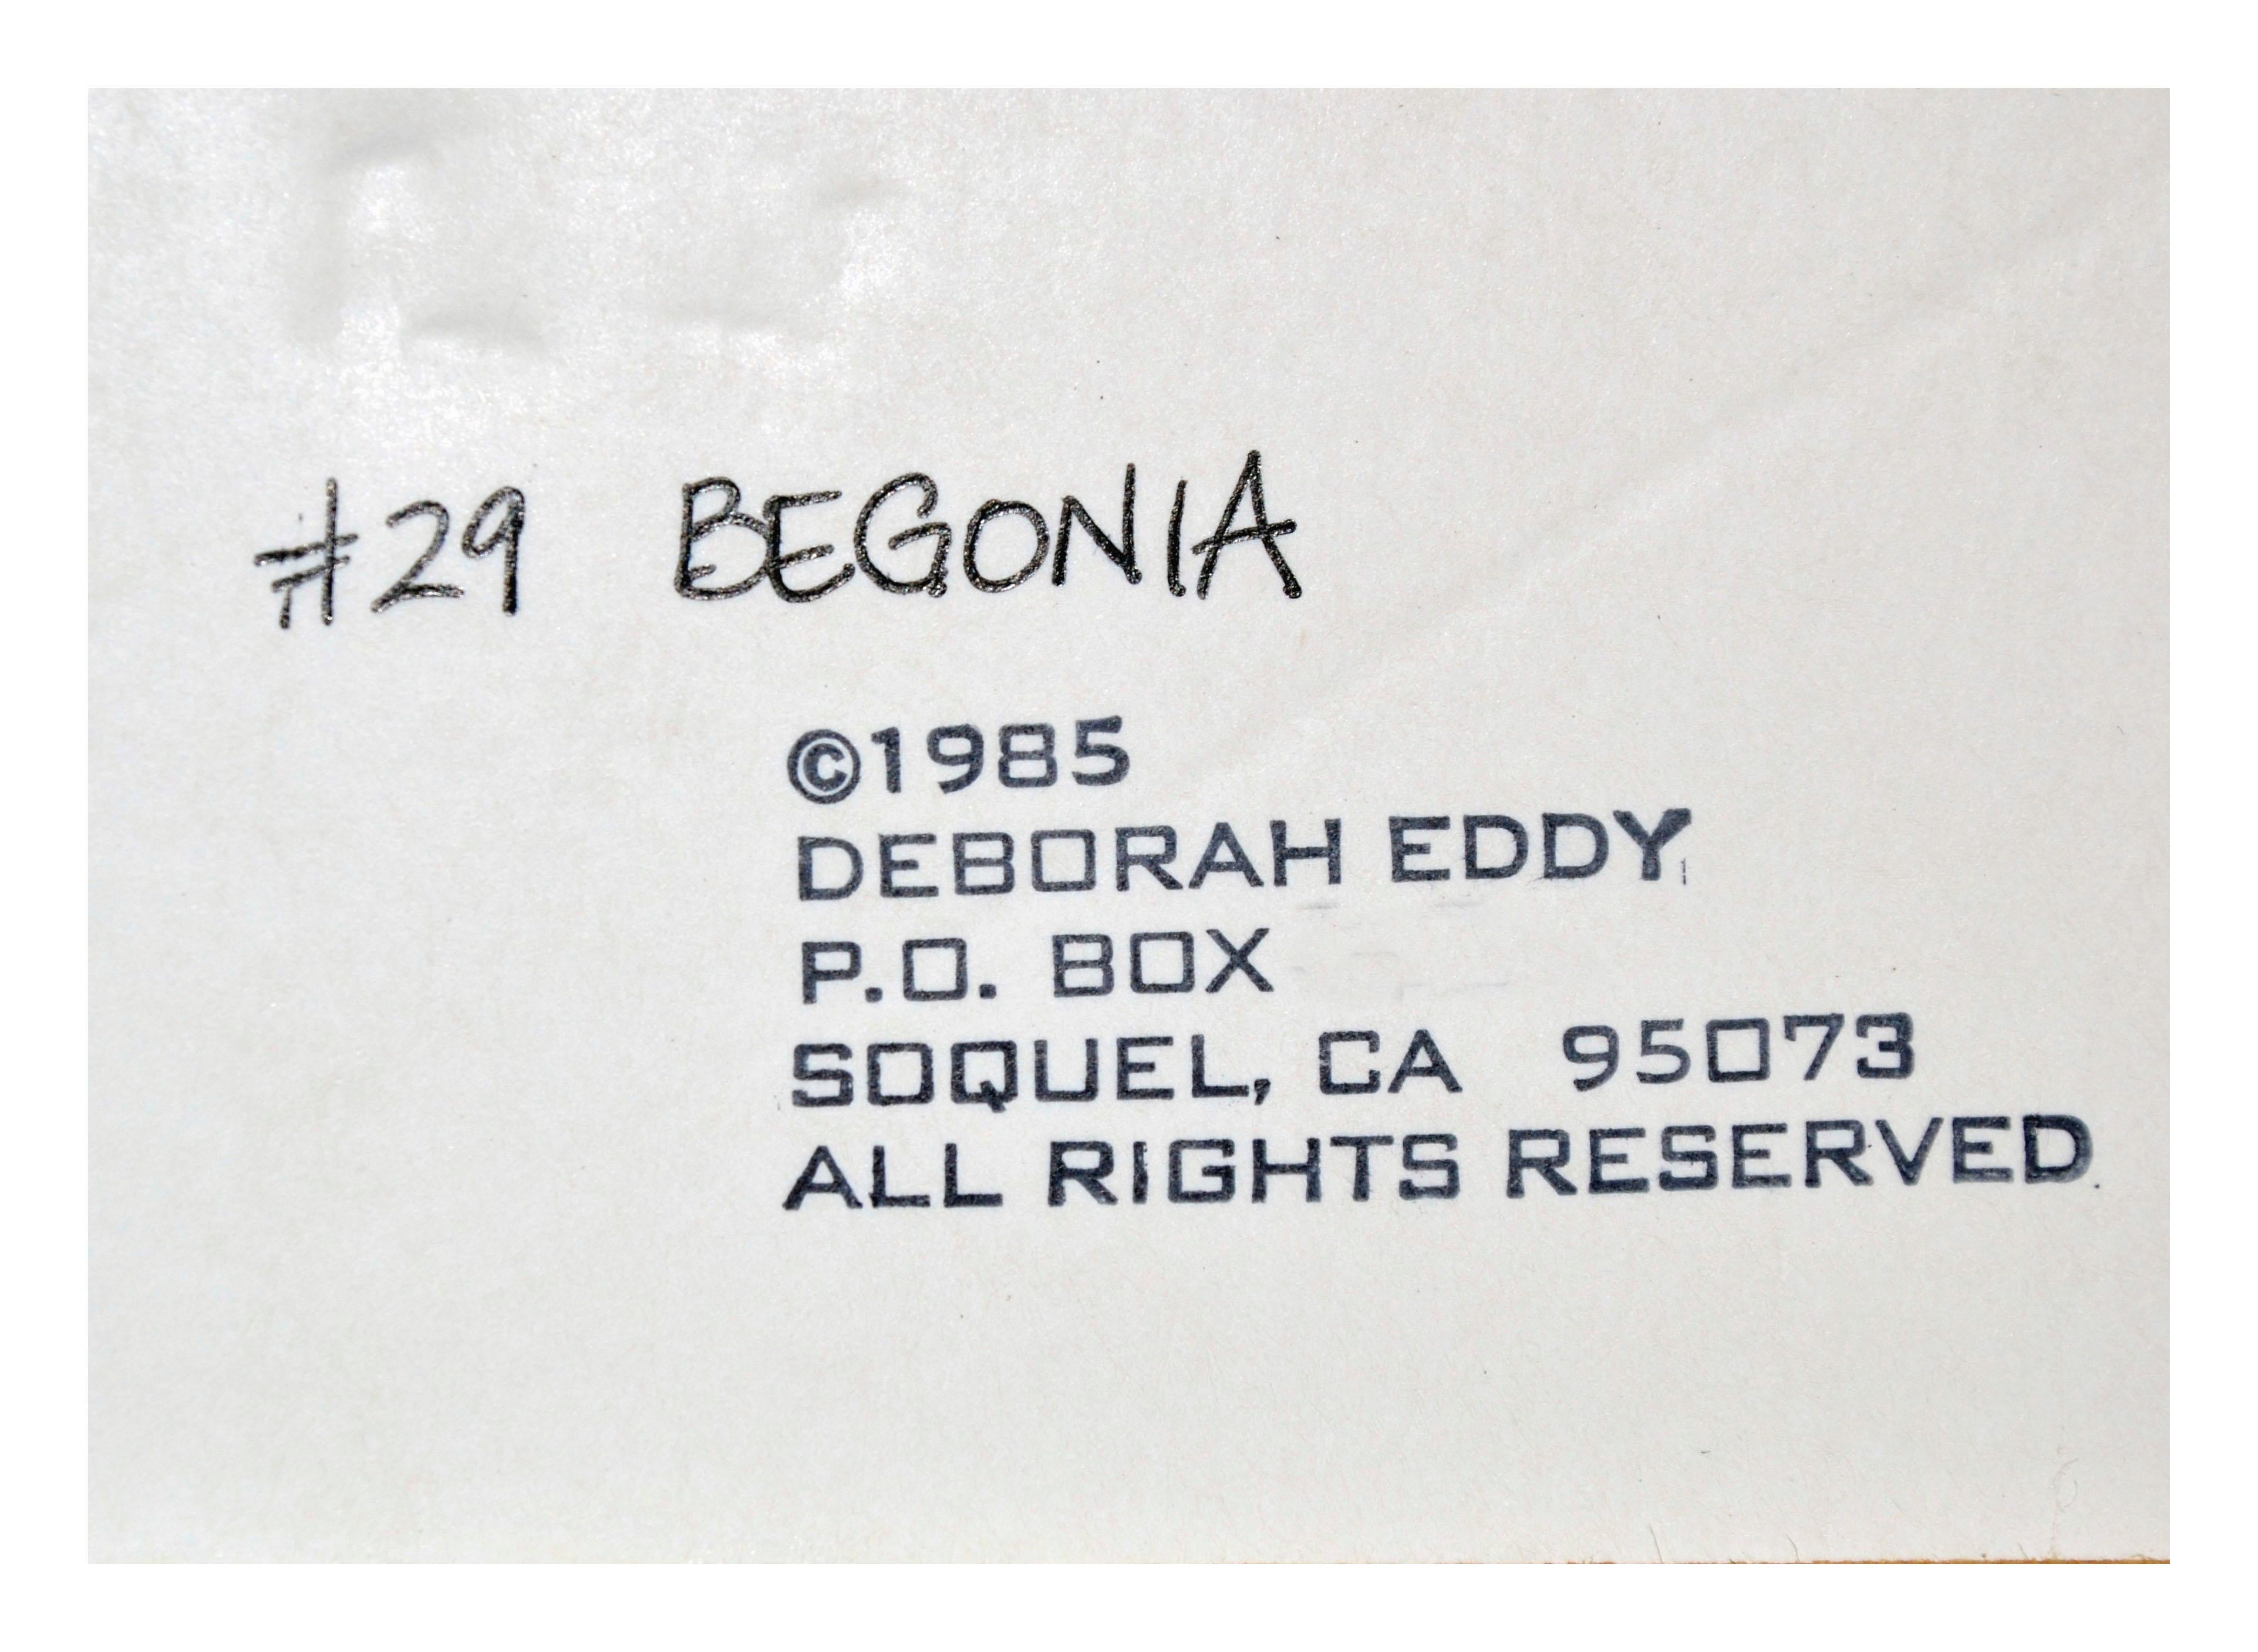 #29 BEGONIA
©1985
DEBORAH EDDY
P.O. BOX
SOQUEL, CA 95073
ALL RIGHTS RESERVED